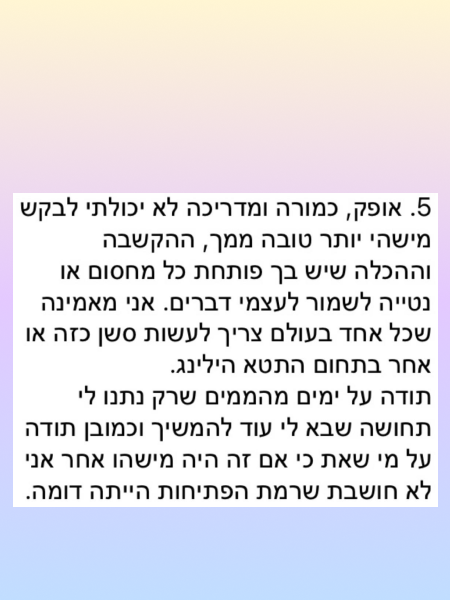 5. אופק, כמורה ומדריכה לא יכולתי לבקש
מישהי יותר טובה ממך, ההקשבה
וההכלה שיש בך פותחת כל מחסום או
נטייה לשמור לעצמי דברים. אני מאמינה
שכל אחד בעולם צריך לעשות סשן כזה או
אחר בתחום התטא הילינג.
תודה על ימים מהממים שרק נתנו לי
תחושה שבא לי עוד להמשיך וכמובן תודה
על מי שאת כי אם זה היה מישהו אחר אני
לא חושבת שרמת הפתיחות הייתה דומה.